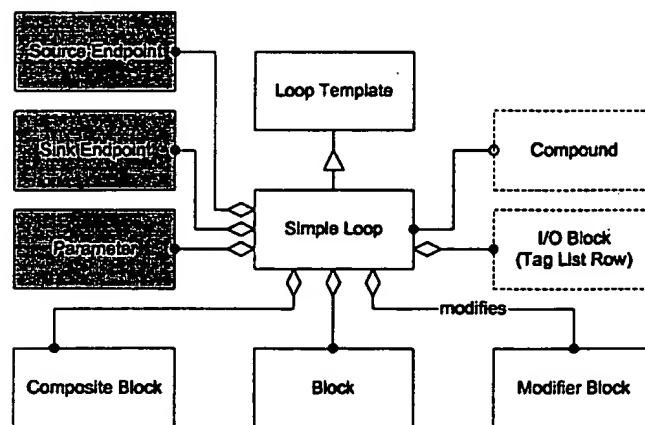 Source Endpoint
Loop Template
Sink Endpoint
Compound
Simple Loop
Parameter
I/O Block
(Tag List Row)
modifies
Composite Block
Block
Modifier Block